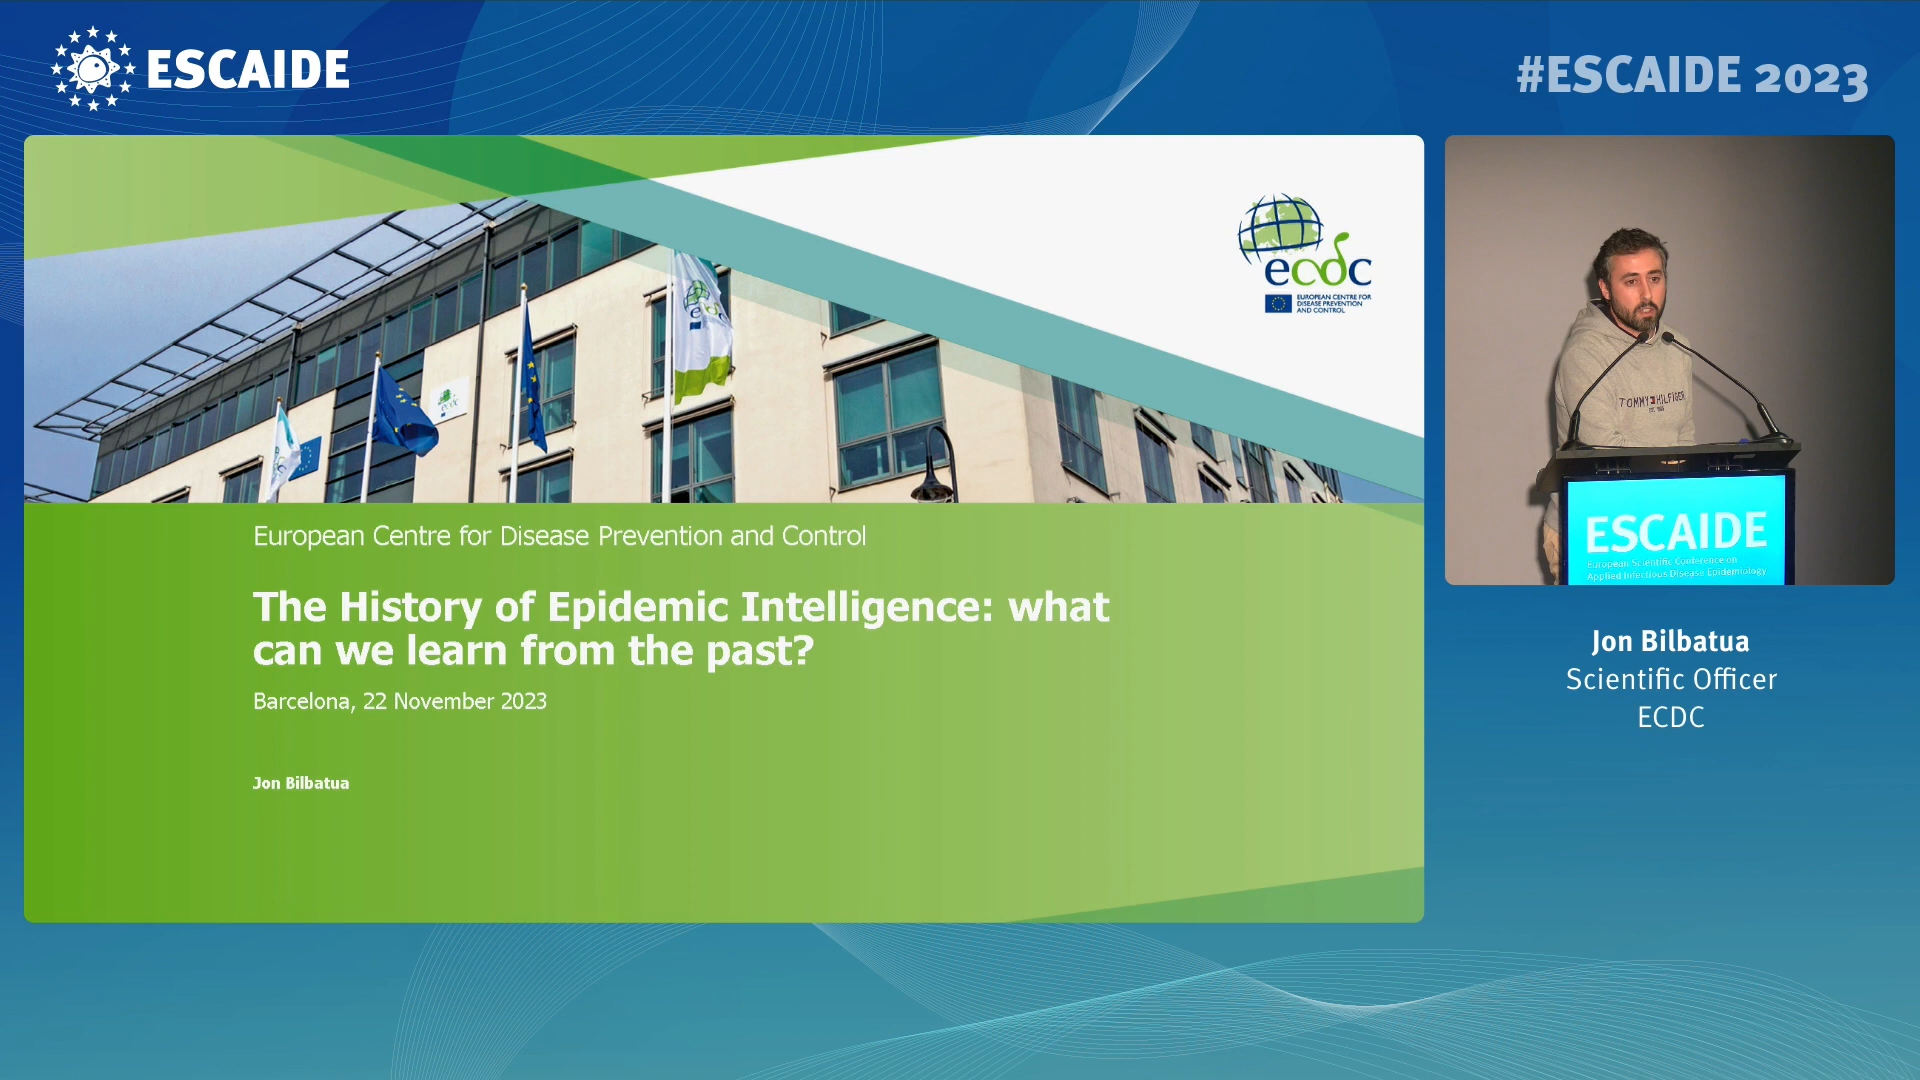 ESCAIDE
#ESCAIDE 2023
ecdc
EUROPEAN CENTRE FOR
DISEASE PREVENTION
AND CONTROL
ecdc
ecdc
European Centre for Disease Prevention and Control
The History of Epidemic Intelligence: what
can we learn from the past?
Barcelona, 22 November 2023
Jon Bilbatua
TOMMY HILFIGER
ESCAIDE
European Scientific Conference on
Applied Infectious Disease Epidemiology
Jon Bilbatua
Scientific Officer
ECDC